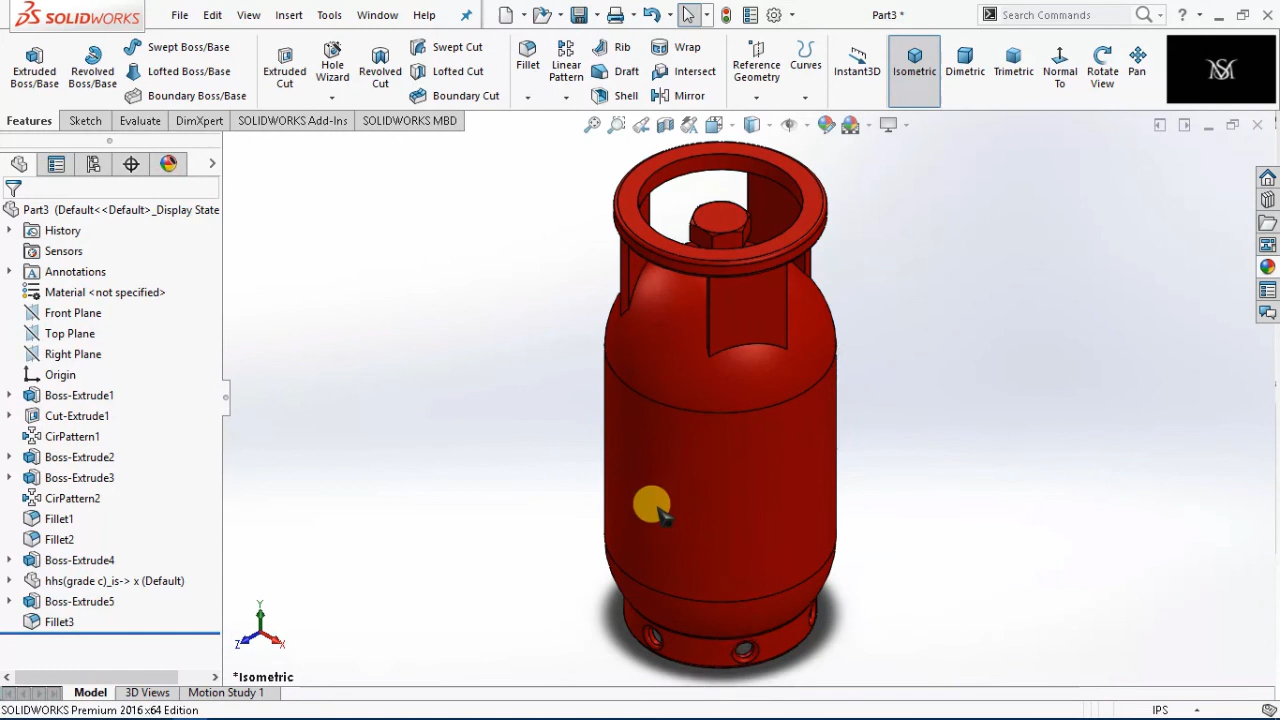 SOLIDWORKS
File Edit View Insert Tools Window Help
Part3 *
Search Commands
Extruded Boss/Base
Revolved Boss/Base
Swept Boss/Base
Lofted Boss/Base
Boundary Boss/Base
Extruded Cut
Hole Wizard
Revolved Cut
Swept Cut
Lofted Cut
Boundary Cut
Fillet
Linear Pattern
Rib
Draft
Shell
Wrap
Intersect
Mirror
Reference Geometry
Curves
Instant3D
Isometric
Dimetric
Trimetric
Normal To
Rotate View
Pan
Features Sketch Evaluate DimXpert SOLIDWORKS Add-Ins SOLIDWORKS MBD
Part3 (Default<<Default>_Display State
History
Sensors
Annotations
Material <not specified>
Front Plane
Top Plane
Right Plane
Origin
Boss-Extrude1
Cut-Extrude1
CirPattern1
Boss-Extrude2
Boss-Extrude3
CirPattern2
Fillet1
Fillet2
Boss-Extrude4
hhs(grade c)_is-> x (Default)
Boss-Extrude5
Fillet3
Y
Z
X
*Isometric
Model 3D Views Motion Study 1
SOLIDWORKS Premium 2016 x64 Edition
IPS